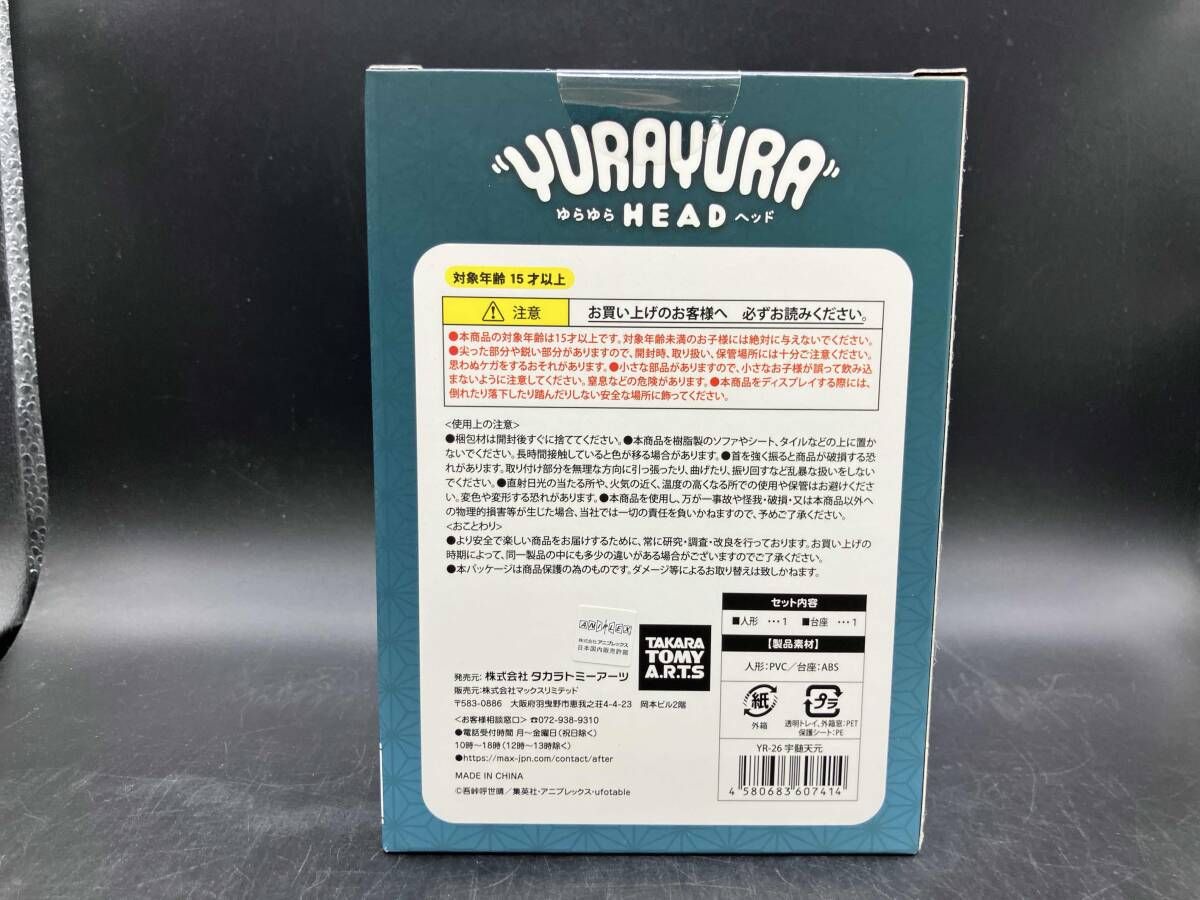 "YURAYURA"
ゆらゆら HEAD ヘッド
対象年齢 15才以上
注意 お買い上げのお客様へ 必ずお読みください。
●本商品の対象年齢は15才以上です。対象年齢未満のお子様には絶対に与えないでください。
●尖った部分や鋭い部分がありますので、開封時、取り扱い、保管場所には十分ご注意ください。
思わぬケガをするおそれがあります。●小さな部品がありますので、小さなお子様が誤って飲み込
まないように注意してください。窒息などの危険があります。●本商品をディスプレイする際には、
倒れたり落下したり踏んだりしない安全な場所に飾ってください。
<使用上の注意>
●梱包材は開封後すぐに捨ててください。●本商品を樹脂製のソファやシート、タイルなどの上に置か
ないでください。長時間接触していると色が移る場合があります。●首を強く振ると商品が破損する恐
れがあります。取り付け部分を無理な方向に引っ張ったり、曲げたり、振り回すなど乱暴な扱いをしない
でください。●直射日光の当たる所や、火気の近く、温度の高くなる所での使用や保管はお避けくださ
い。変色や変形する恐れがあります。●本商品を使用し、万が一事故や怪我・破損・又は本商品以外へ
の物理的損害等が生じた場合、当社では一切の責任を負いかねますので、予めご了承ください。
<おことわり>
●より安全で楽しい商品をお届けするために、常に研究・調査・改良を行っております。お買い上げの
時期によって、同一製品の中にも多少の違いがある場合がございますのでご了承ください。
●本パッケージは商品保護の為のものです。ダメージ等によるお取り替えは致しかねます。
ANIPLEX
株式会社アニプレックス
日本国内販売許諾
TAKARA
TOMY
A.R.T.S
発売元: 株式会社 タカラトミーアーツ
販売元:株式会社マックスリミテッド
〒583-0886 大阪府羽曳野市恵我之荘4-4-23 岡本ビル2階
<お客様相談窓口> ☎072-938-9310
●電話受付時間 月〜金曜日(祝日除く)
10時〜18時(12時〜13時除く)
●https://max-jpn.com/contact/after
MADE IN CHINA
©吾峠呼世晴/集英社・アニプレックス・ufotable
セット内容
■人形 ･･･1 ■台座 ･･･1
【製品素材】
人形:PVC/台座:ABS
紙
外箱
プラ
透明トレイ、外箱窓:PET
保護シート:PE
YR-26 宇髄天元
4 580683 607414